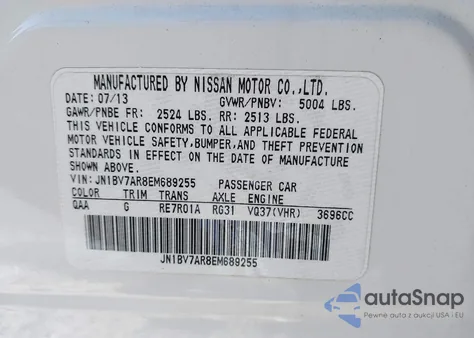 MANUFACTURED BY NISSAN MOTOR CO.,LTD.
DATE: 07/13 GVWR/PNBV: 5004 LBS.
GAWR/PNBE FR: 2524 LBS. RR: 2513 LBS.
THIS VEHICLE CONFORMS TO ALL APPLICABLE FEDERAL
MOTOR VEHICLE SAFETY,BUMPER,AND THEFT PREVENTION
STANDARDS IN EFFECT ON THE DATE OF MANUFACTURE
SHOWN ABOVE.
VIN: JN1BV7AR8EM689255 PASSENGER CAR
COLOR TRIM TRANS AXLE ENGINE
QAA G RE7R01A RG31 VQ37(VHR) 3696CC
JN1BV7AR8EM689255
autoSnap
Pewne auta z aukcji USA i EU